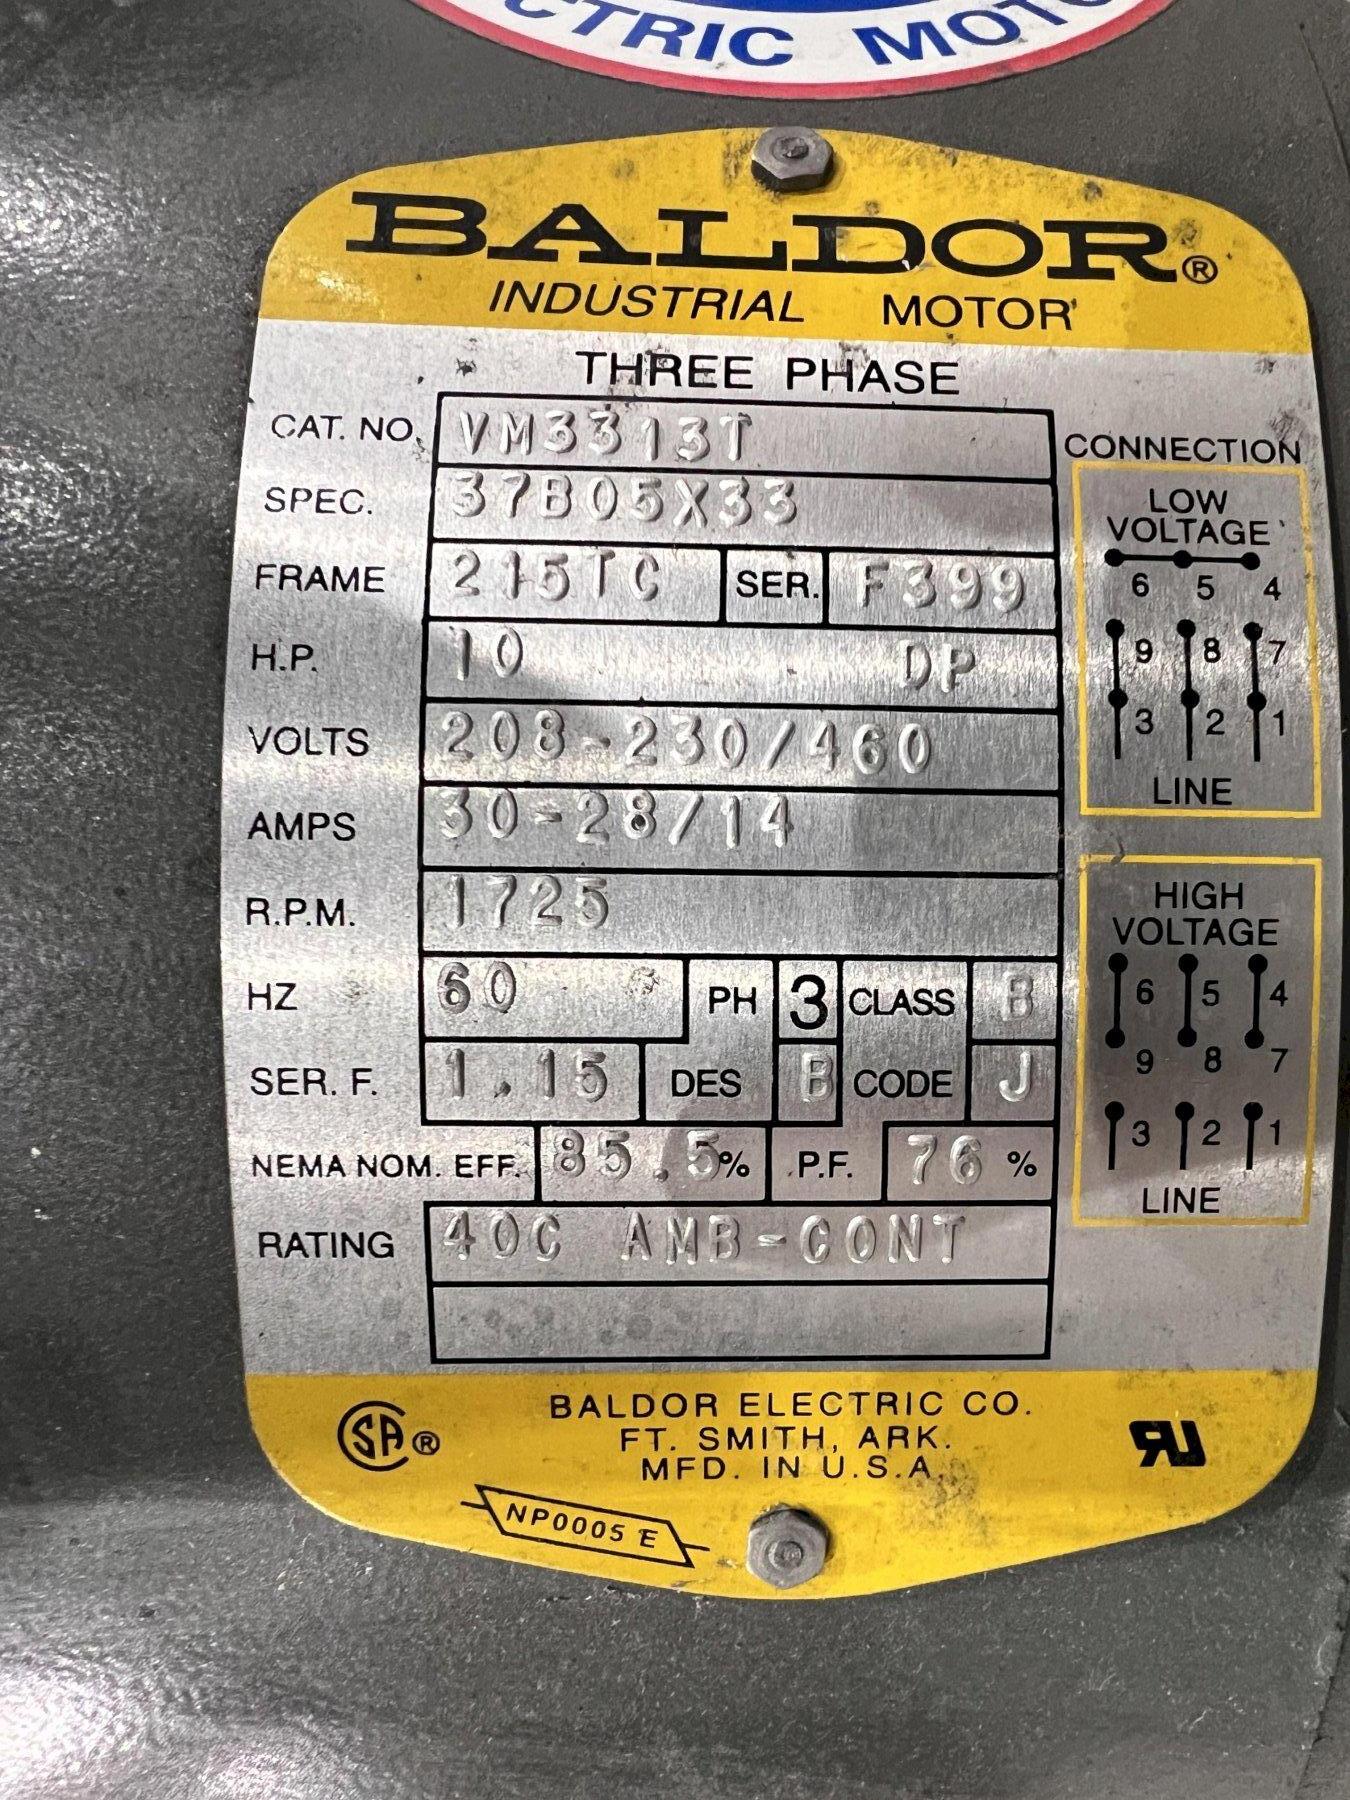 CTRIC MOTO
BALDOR®
INDUSTRIAL MOTOR
THREE PHASE
CAT. NO. VM3313T
SPEC. 37B05X33
FRAME 215TC SER. F399
H.P. 10 DP
VOLTS 208-230/460
AMPS 30-28/14
R.P.M. 1725
HZ 60 PH 3 CLASS B
SER. F. 1.15 DES B CODE J
NEMA NOM. EFF. 85.5% P.F. 76 %
RATING 40C AMB-CONT
CONNECTION
LOW
VOLTAGE
6 5 4
9 8 7
3 2 1
LINE
HIGH
VOLTAGE
6 5 4
9 8 7
3 2 1
LINE
SA®
BALDOR ELECTRIC CO.
FT. SMITH, ARK.
MFD. IN U.S.A.
RU
NP0005 E